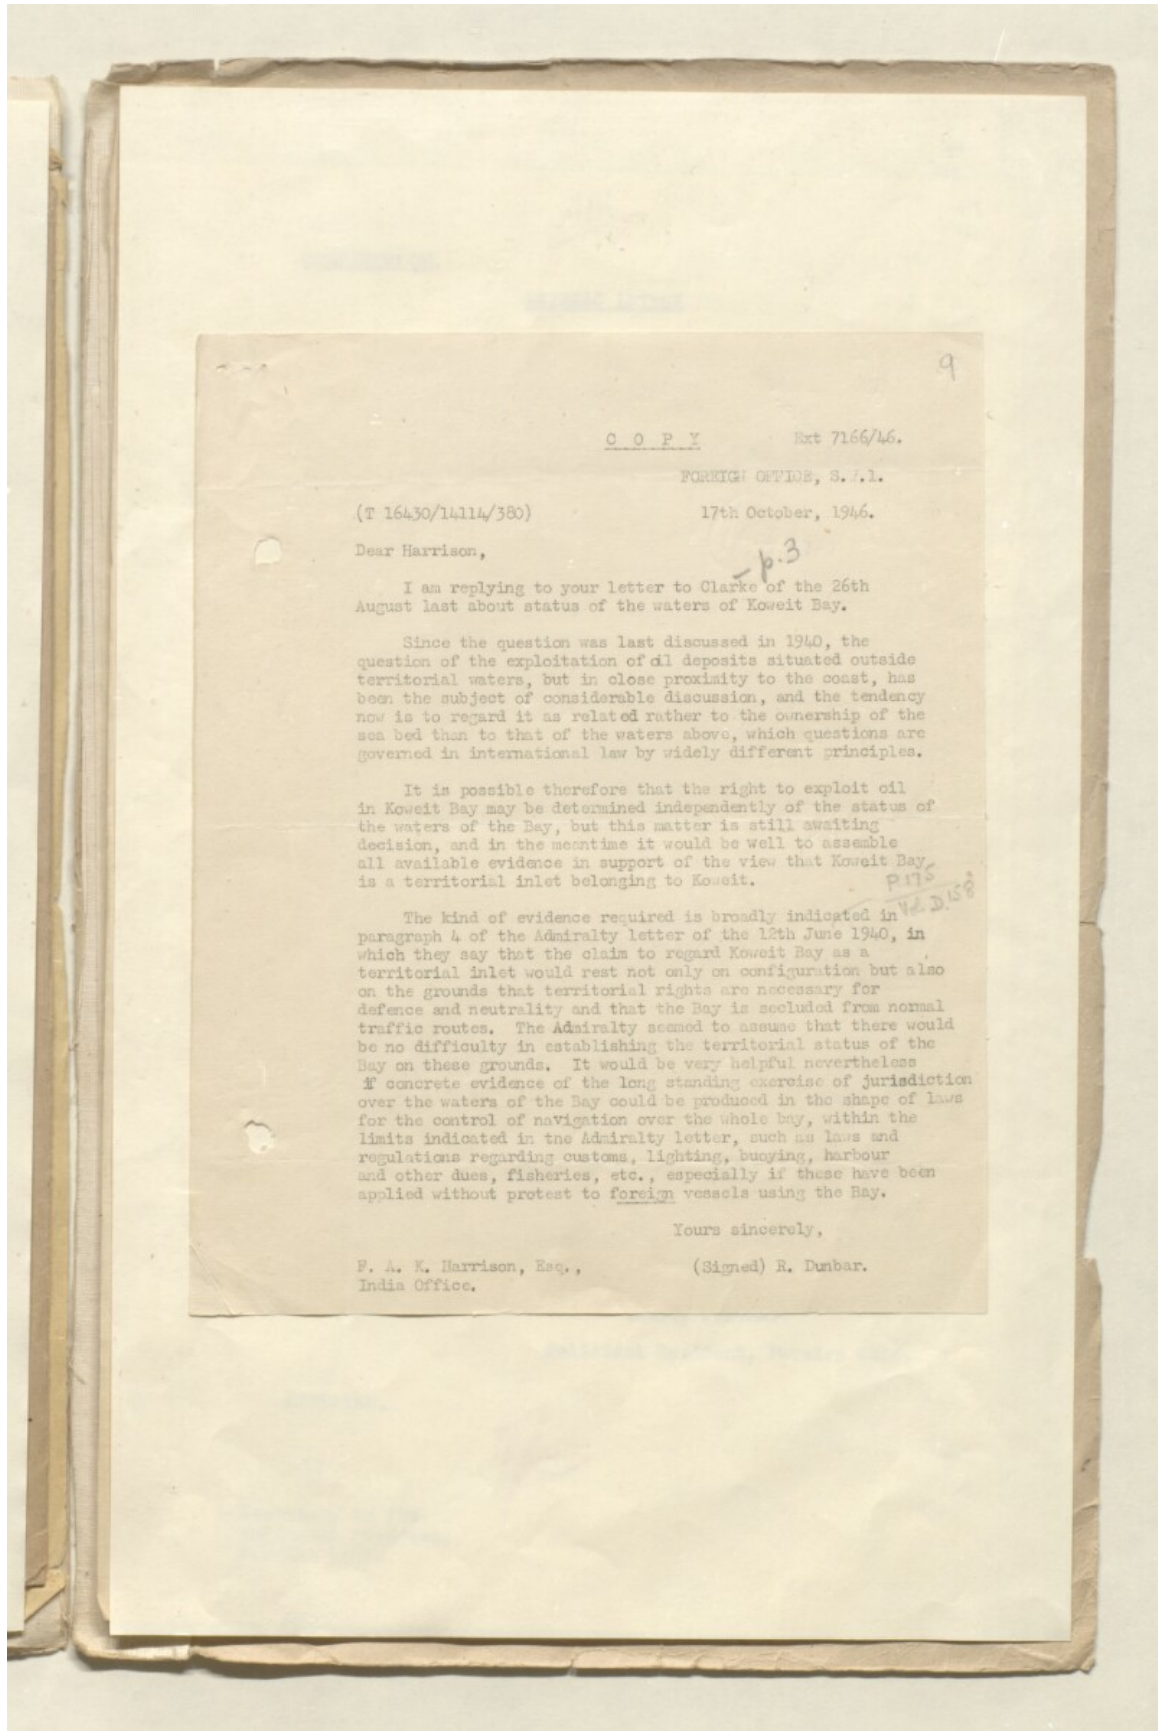 9
C O P Y Ext 7166/46.
FOREIGN OFFICE, S.W.1.
(T 16430/14114/380) 17th October, 1946.
Dear Harrison,
p.3
I am replying to your letter to Clarke of the 26th
August last about status of the waters of Koweit Bay.
Since the question was last discussed in 1940, the
question of the exploitation of oil deposits situated outside
territorial waters, but in close proximity to the coast, has
been the subject of considerable discussion, and the tendency
now is to regard it as related rather to the ownership of the
sea bed than to that of the waters above, which questions are
governed in international law by widely different principles.
It is possible therefore that the right to exploit oil
in Koweit Bay may be determined independently of the status of
the waters of the Bay, but this matter is still awaiting
decision, and in the meantime it would be well to assemble
all available evidence in support of the view that Koweit Bay
is a territorial inlet belonging to Koweit.
P.175
Vol D.158
The kind of evidence required is broadly indicated in
paragraph 4 of the Admiralty letter of the 12th June 1940, in
which they say that the claim to regard Koweit Bay as a
territorial inlet would rest not only on configuration but also
on the grounds that territorial rights are necessary for
defence and neutrality and that the Bay is secluded from normal
traffic routes. The Admiralty seemed to assume that there would
be no difficulty in establishing the territorial status of the
Bay on these grounds. It would be very helpful nevertheless
if concrete evidence of the long standing exercise of jurisdiction
over the waters of the Bay could be produced in the shape of laws
for the control of navigation over the whole bay, within the
limits indicated in tne Admiralty letter, such as laws and
regulations regarding customs, lighting, buoying, harbour
and other dues, fisheries, etc., especially if these have been
applied without protest to foreign vessels using the Bay.
Yours sincerely,
F. A. K. Harrison, Esq., (Signed) R. Dunbar.
India Office.